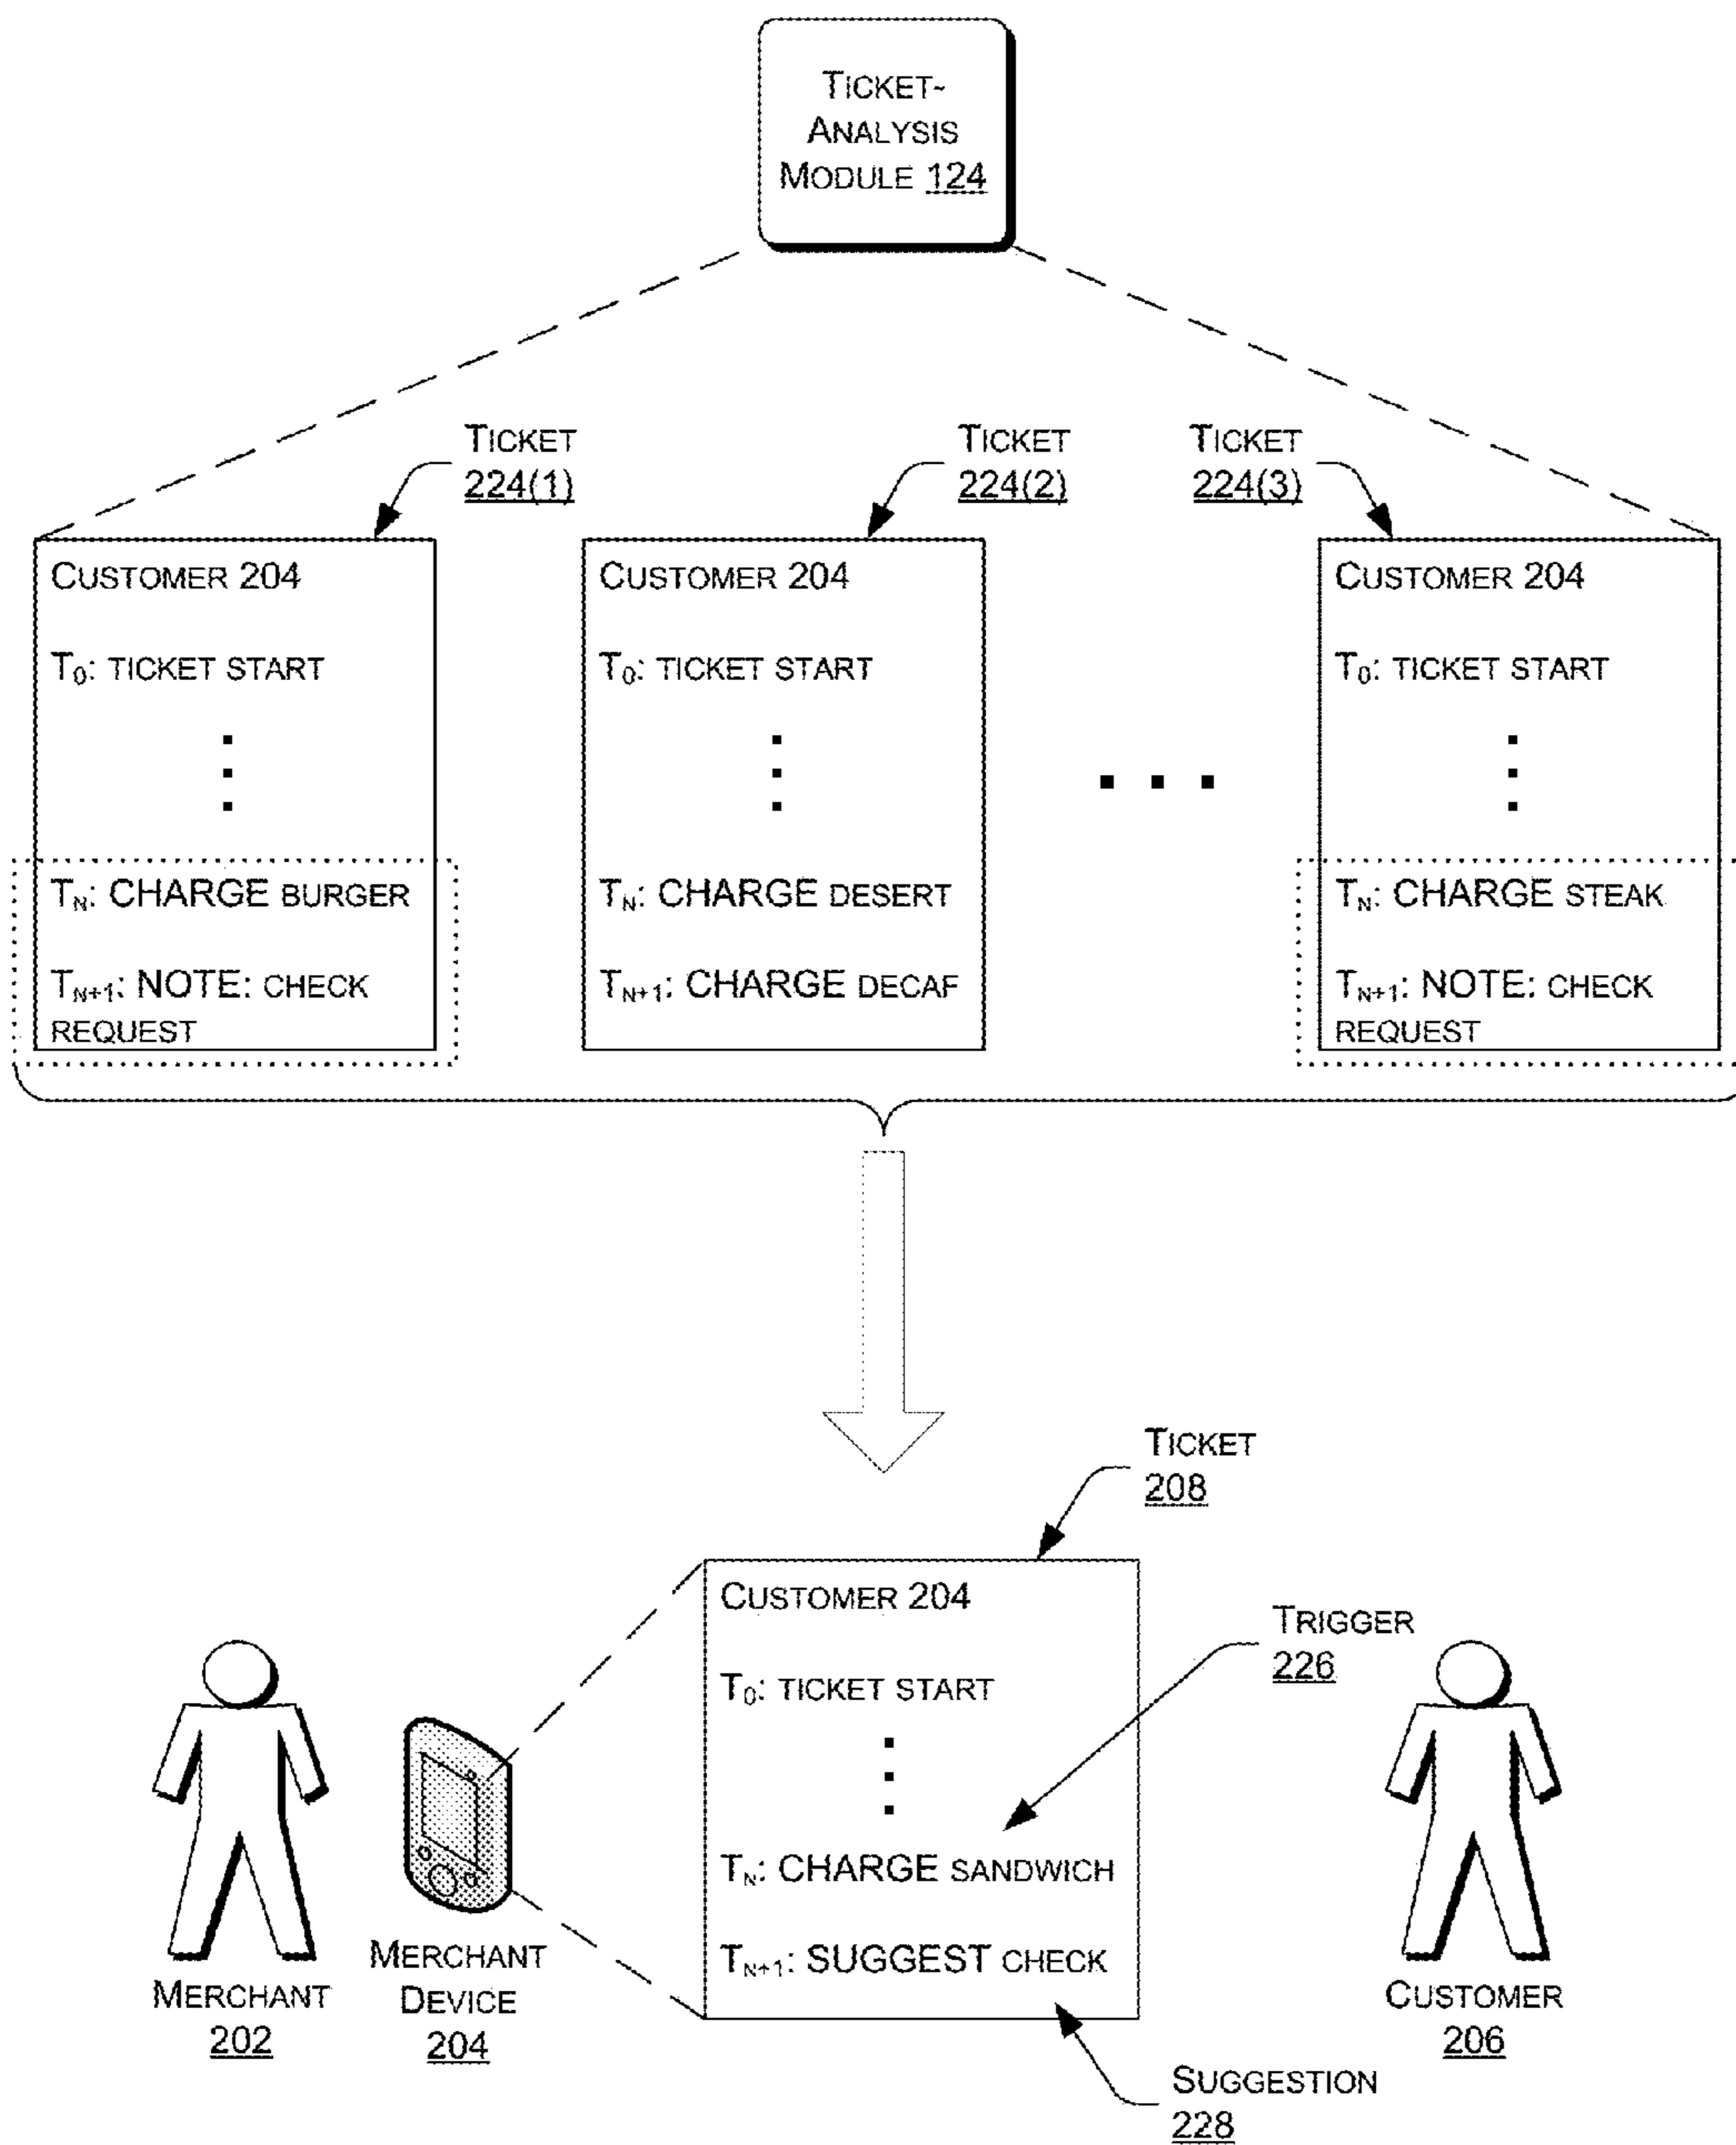 TICKET-
ANALYSIS
MODULE 124
TICKET
224(1)
TICKET
224(2)
TICKET
224(3)
CUSTOMER 204
T0: TICKET START
TN: CHARGE BURGER
TN+1: NOTE: CHECK
REQUEST
CUSTOMER 204
T0: TICKET START
TN: CHARGE DESERT
TN+1: CHARGE DECAF
. . .
CUSTOMER 204
T0: TICKET START
TN: CHARGE STEAK
TN+1: NOTE: CHECK
REQUEST
TICKET
208
CUSTOMER 204
T0: TICKET START
TN: CHARGE SANDWICH
TN+1: SUGGEST CHECK
TRIGGER
226
MERCHANT
202
MERCHANT
DEVICE
204
CUSTOMER
206
SUGGESTION
228